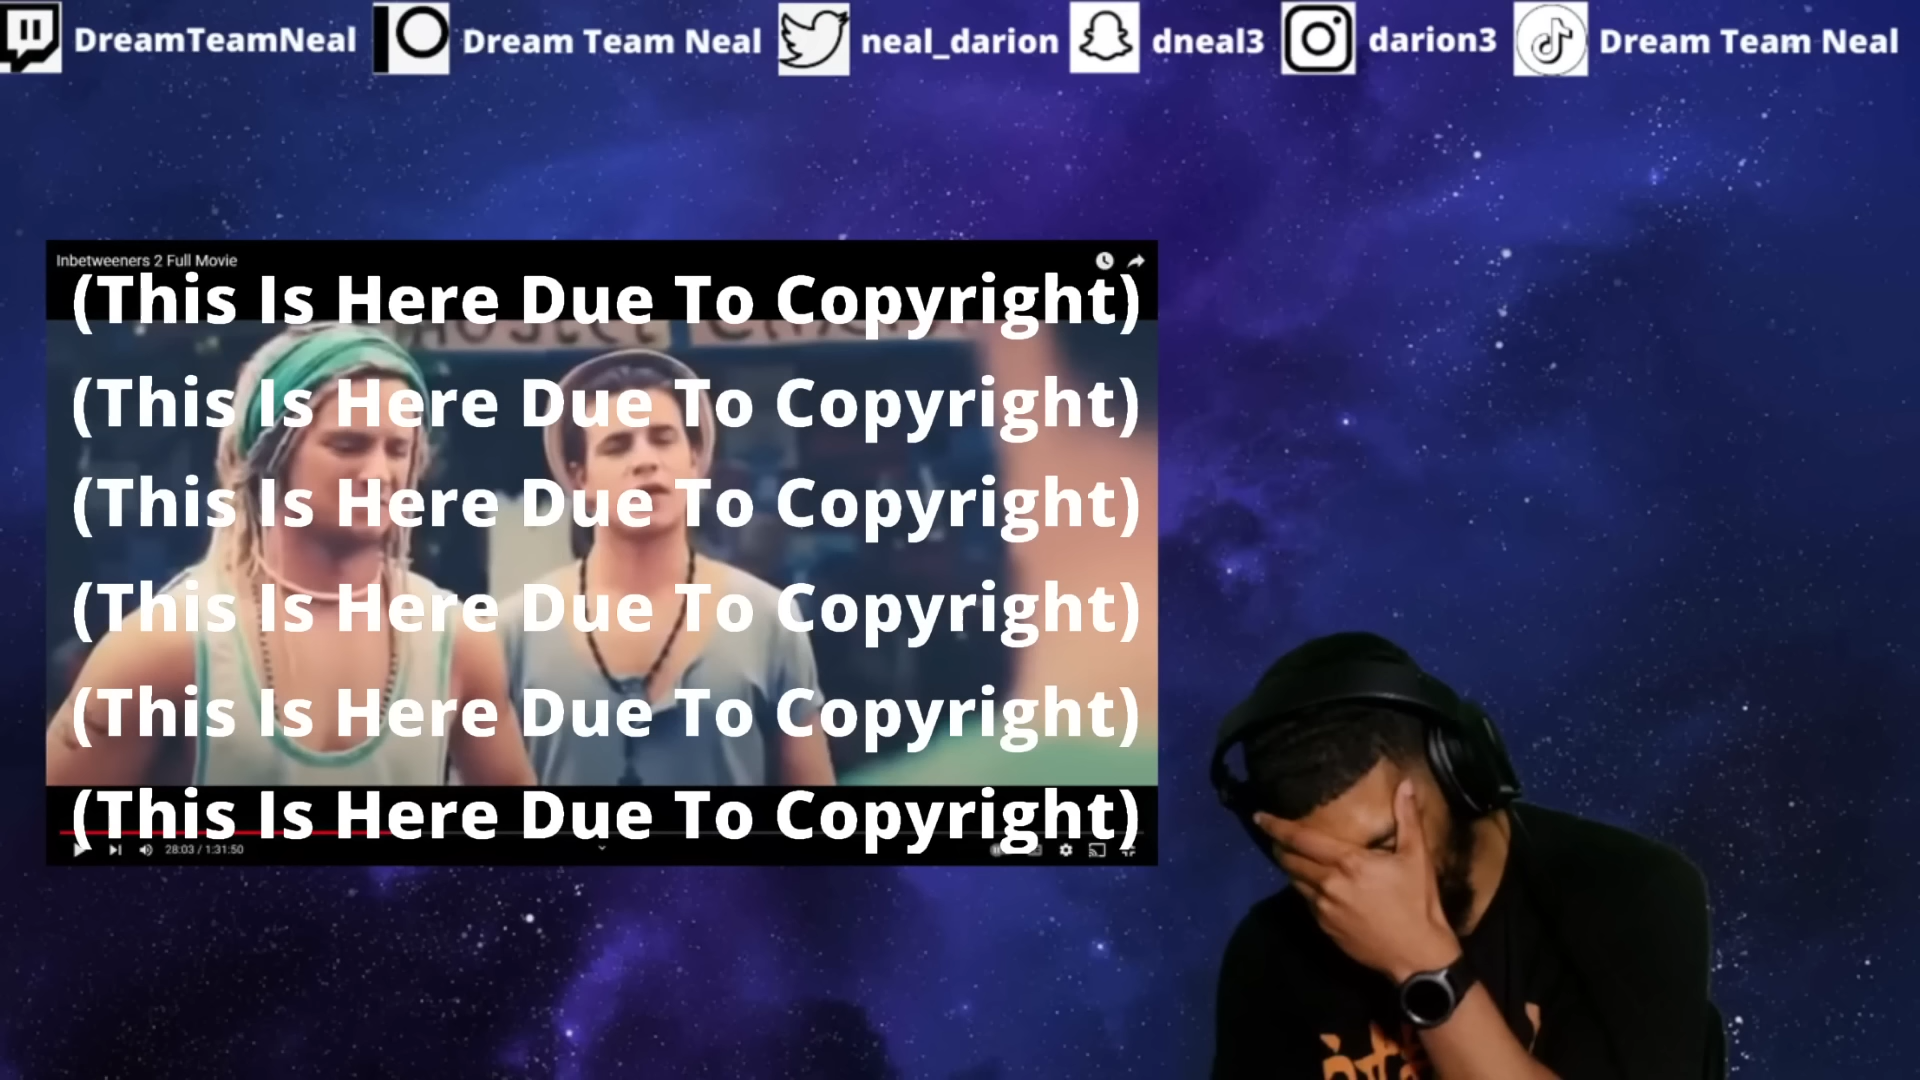 DreamTeamNeal Dream Team Neal neal_darion dneal3 darion3 Dream Team Neal
Inbetweeners 2 Full Movie
(This Is Here Due To Copyright)
(This Is Here Due To Copyright)
(This Is Here Due To Copyright)
(This Is Here Due To Copyright)
(This Is Here Due To Copyright)
(This Is Here Due To Copyright)
28:03 / 1:31:50